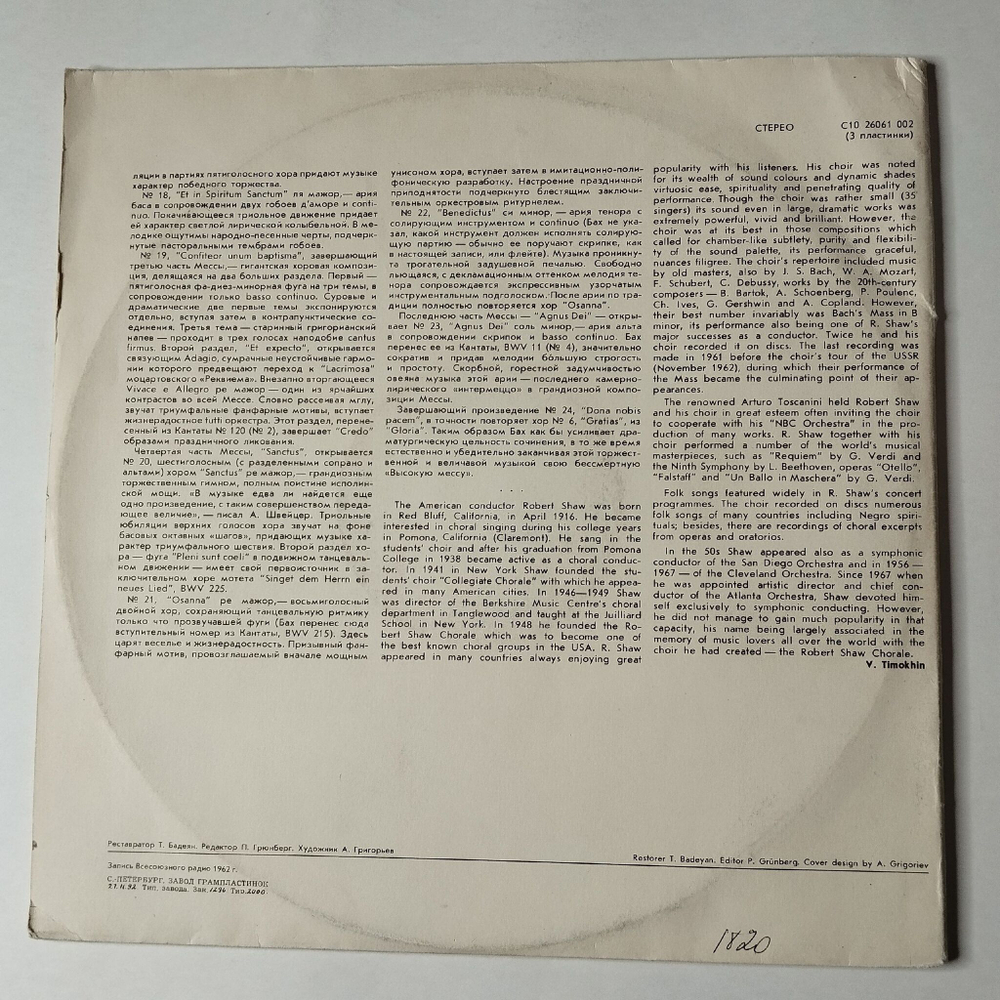 СТЕРЕО
С10 26061 002
(3 пластинки)
ляции в партиях пятиголосного хора придают музыке
характер победного торжества.
№ 18, "Et in Spiritum Sanctum" ля мажор,— ария
баса в сопровождении двух гобоев д'аморе и conti-
nuo. Покачивающееся триольное движение придает
ей характер светлой лирической колыбельной. В ме-
лодике ощутимы народно-песенные черты, подчерк-
нутые пасторальными тембрами гобоев.
№ 19, "Confiteor unum baptisma", завершающий
третью часть Мессы,— гигантская хоровая компози-
ция, делящаяся на два больших раздела. Первый —
пятиголосная фа-диез-минорная фуга на три темы, в
сопровождении только basso continuo. Суровые и
драматические две первые темы экспонируются
отдельно, вступая затем в контрапунктические со-
единения. Третья тема — старинный григорианский
напев — проходит в трех голосах наподобие cantus
firmus. Второй раздел, "Et expecto", открывается
связующим Adagio, сумрачные неустойчивые гармо-
нии которого предвещают переход к "Lacrimosa"
моцартовского «Реквиема». Внезапно вторгающееся
Vivace e Allegro ре мажор — один из ярчайших
контрастов во всей Мессе. Словно рассеивая мглу,
звучат триумфальные фанфарные мотивы, вступает
жизнерадостное tutti оркестра. Этот раздел, перене-
сенный из Кантаты № 120 (№ 2), завершает "Credo"
образами праздничного ликования.
Четвертая часть Мессы, "Sanctus", открывается
№ 20, шестиголосным (с разделенными сопрано и
альтами) хором "Sanctus" ре мажор,— грандиозным
торжественным гимном, полным поистине исполин-
ской мощи. «В музыке едва ли найдется еще
одно произведение, с таким совершенством переда-
ющее величие»,— писал А. Швейцер. Триольные
юбиляции верхних голосов хора звучат на фоне
басовых октавных «шагов», придающих музыке ха-
рактер триумфального шествия. Второй раздел хо-
ра — фуга "Pleni sunt coeli" в подвижном танцеваль-
ном движении — имеет свой первоисточник в за-
ключительном хоре мотета "Singet dem Herrn ein
neues Lied", BWV 225.
№ 21, "Osanna" ре мажор,— восьмиголосный
двойной хор, сохраняющий танцевальную ритмику
только что прозвучавшей фуги (Бах перенес сюда
вступительный номер из Кантаты, BWV 215). Здесь
царят веселье и жизнерадостность. Призывный фан-
фарный мотив, провозглашаемый вначале мощным
унисоном хора, вступает затем в имитационно-поли-
фоническую разработку. Настроение праздничной
приподнятости подчеркнуто блестящим заключи-
тельным оркестровым ритурнелем.
№ 22, "Benedictus" си минор,— ария тенора с
солирующим инструментом и continuo (Бах не ука-
зал, какой инструмент должен исполнять солирую-
щую партию — обычно ее поручают скрипке, как
в настоящей записи, или флейте). Музыка проникну-
та трогательной задушевной печалью. Свободно
льющаяся, с декламационным оттенком мелодия те-
нора сопровождается экспрессивным узорчатым
инструментальным подголоском. После арии по тра-
диции полностью повторяется хор "Osanna".
Последнюю часть Мессы — "Agnus Dei" — откры-
вает № 23, "Agnus Dei" соль минор,— ария альта
в сопровождении скрипок и basso continuo. Бах
перенес ее из Кантаты, BWV 11 (№ 4), значительно
сократив и придав мелодии бо́льшую строгость
и простоту. Скорбной, горестной задумчивостью
овеяна музыка этой арии — последнего камерно-
лирического «интермеццо» в грандиозной компо-
зиции Мессы.
Завершающий произведение № 24, "Dona nobis
pacem", в точности повторяет хор № 6, "Gratias", из
"Gloria". Таким образом Бах как бы усиливает дра-
матургическую цельность сочинения, в то же время
естественно и убедительно заканчивая этой торжест-
венной и величавой музыкой свою бессмертную
«Высокую мессу».
. . .
The American conductor Robert Shaw was born
in Red Bluff, California, in April 1916. He became
interested in choral singing during his college years
in Pomona, California (Claremont). He sang in the
students' choir and after his graduation from Pomona
College in 1938 became active as a choral conduc-
tor. In 1941 in New York Shaw founded the stu-
dents' choir "Collegiate Chorale" with which he appea-
red in many American cities. In 1946—1949 Shaw
was director of the Berkshire Music Centre's choral
department in Tanglewood and taught at the Juilliard
School in New York. In 1948 he founded the Ro-
bert Shaw Chorale which was to become one of
the best known choral groups in the USA. R. Shaw
appeared in many countries always enjoying great
popularity with his listeners. His choir was noted
for its wealth of sound colours and dynamic shades
virtuosic ease, spirituality and penetrating quality of
performance. Though the choir was rather small (35
singers) its sound even in large, dramatic works was
extremely powerful, vivid and brilliant. However, the
choir was at its best in those compositions which
called for chamber-like subtlety, purity and flexibili-
ty of the sound palette, its performance graceful,
nuances filigree. The choir's repertoire included music
by old masters, also by J. S. Bach, W. A. Mozart,
F. Schubert, C. Debussy, works by the 20th-century
composers — B. Bartok, A. Schoenberg, P. Poulenc,
Ch. Ives, G. Gershwin and A. Copland. However,
their best number invariably was Bach's Mass in B
minor, its performance also being one of R. Shaw's
major successes as a conductor. Twice he and his
choir recorded it on discs. The last recording was
made in 1961 before the choir's tour of the USSR
(November 1962), during which their performance of
the Mass became the culminating point of their ap-
pearances.
The renowned Arturo Toscanini held Robert Shaw
and his choir in great esteem often inviting the choir
to cooperate with his "NBC Orchestra" in the pro-
duction of many works. R. Shaw together with his
choir performed a number of the world's musical
masterpieces, such as "Requiem" by G. Verdi and
the Ninth Symphony by L. Beethoven, operas "Otello",
"Falstaff" and "Un Ballo in Maschera" by G. Verdi.
Folk songs featured widely in R. Shaw's concert
programmes. The choir recorded on discs numerous
folk songs of many countries including Negro spiri-
tuals; besides, there are recordings of choral excerpts
from operas and oratorios.
In the 50s Shaw appeared also as a symphonic
conductor of the San Diego Orchestra and in 1956 —
1967 — of the Cleveland Orchestra. Since 1967 when
he was appointed artistic director and chief con-
ductor of the Atlanta Orchestra, Shaw devoted him-
self exclusively to symphonic conducting. However,
he did not manage to gain much popularity in that
capacity, his name being largely associated in the
memory of music lovers all over the world with the
choir he had created — the Robert Shaw Chorale.
V. Timokhin
Реставратор Т. Бадеян. Редактор П. Грюнберг. Художник А. Григорьев
Restorer T. Badeyan. Editor P. Grünberg. Cover design by A. Grigoriev
Запись Всесоюзного радио 1962 г.
С.-ПЕТЕРБУРГ. ЗАВОД ГРАМПЛАСТИНОК
Тип. завода. Зак. 1296 Тир. 2000
1820